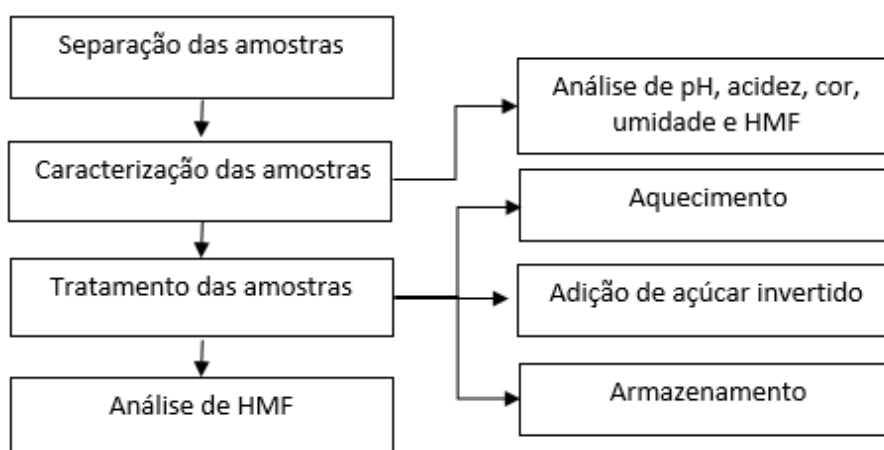 Separação das amostras
Caracterização das amostras
Tratamento das amostras
Análise de HMF
Análise de pH, acidez, cor,
umidade e HMF
Aquecimento
Adição de açúcar invertido
Armazenamento